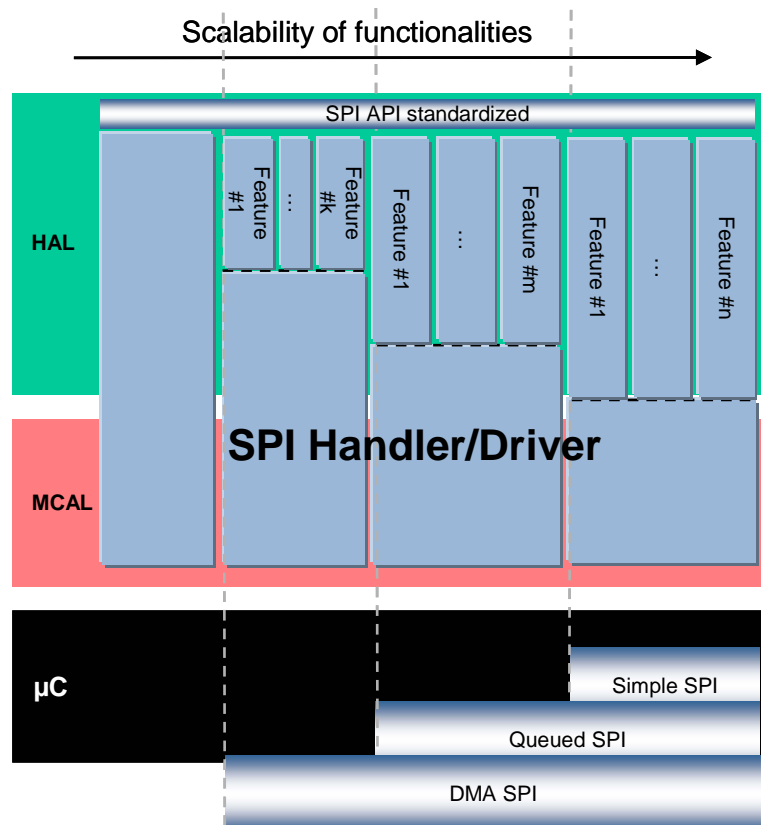 Scalability of functionalities
SPI API standardized
HAL
Feature
#1
...
Feature
#k
Feature #1
...
Feature #m
Feature #1
...
Feature #n
SPI Handler/Driver
MCAL
µC
Simple SPI
Queued SPI
DMA SPI